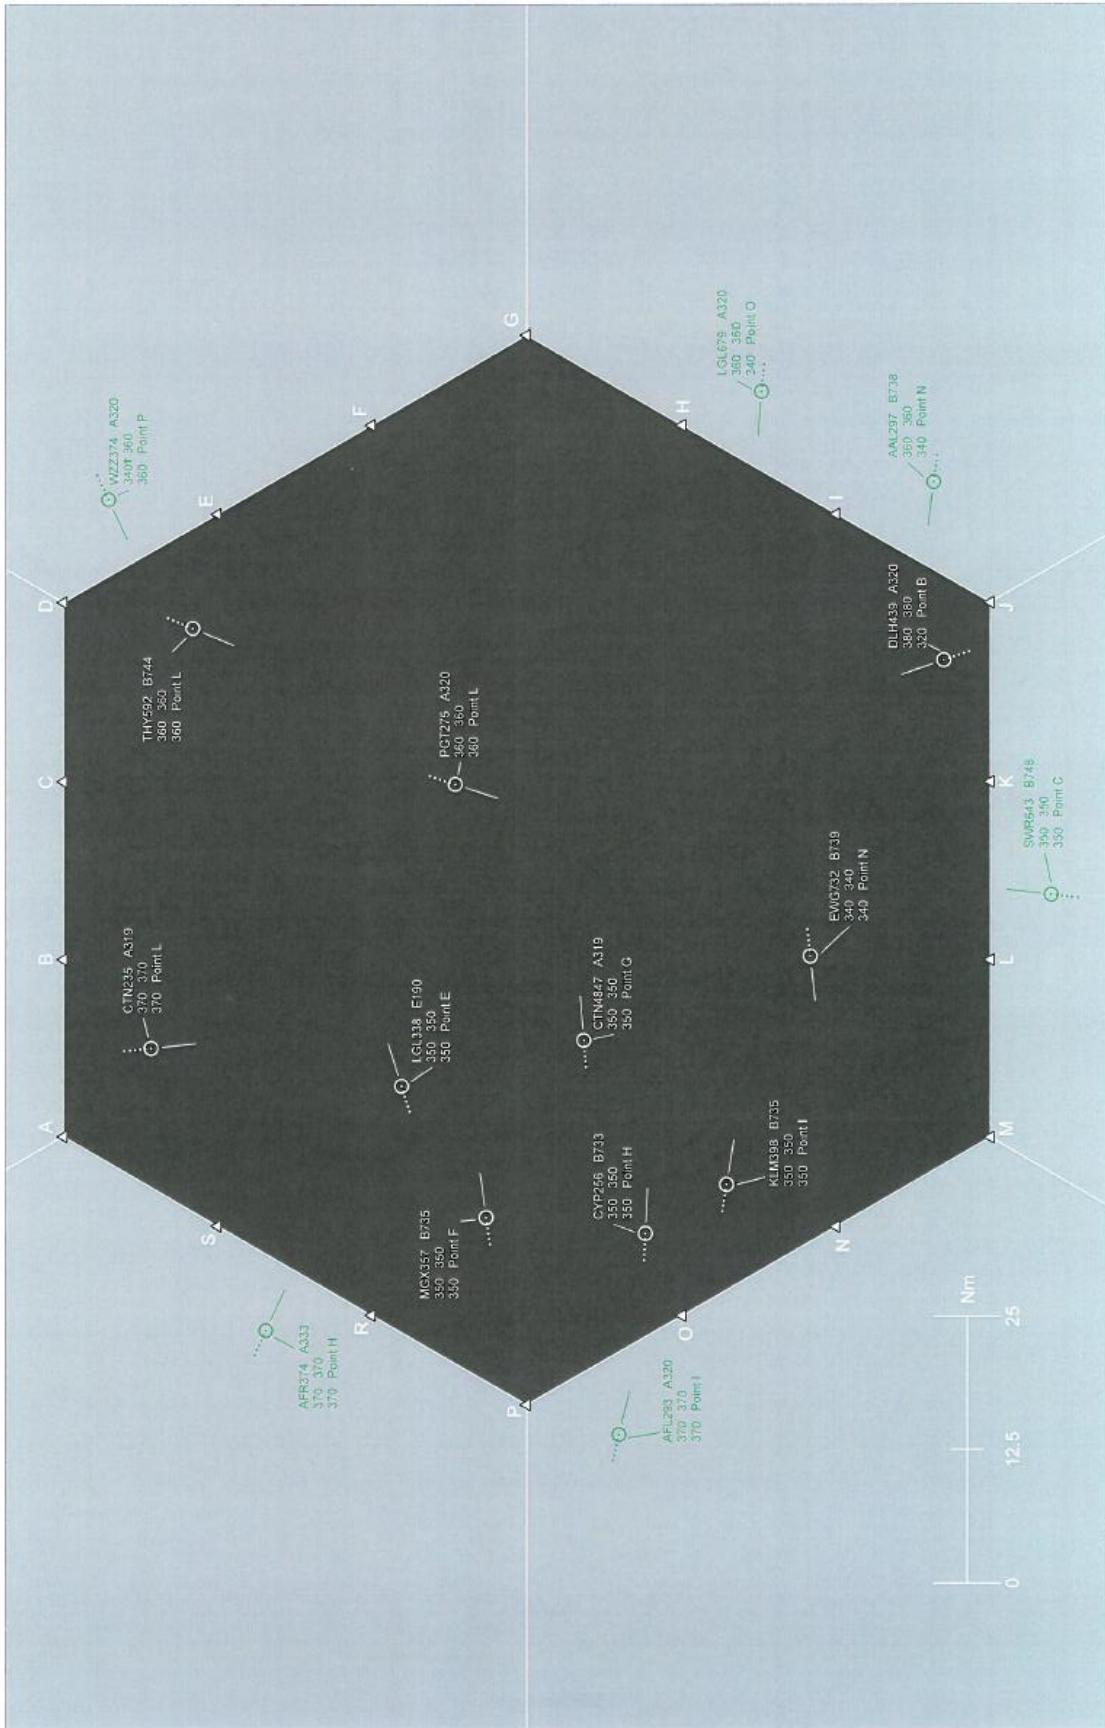 A
B
C
D
E
F
G
H
I
J
K
L
M
N
O
P
R
S
WZZ374 A320
340↑ 360
360 Point P
THY592 B744
360 360
360 Point L
CTN235 A319
370 370
370 Point L
AFR374 A333
370 370
370 Point H
PGT275 A320
360 360
360 Point L
LGL338 E190
350 350
350 Point E
MGX357 B735
350 350
350 Point F
CTN4847 A319
350 350
350 Point G
CYP256 B733
350 350
350 Point H
AFL293 A320
370 370
370 Point I
LGL679 A320
360 360
340 Point O
KLM398 B735
350 350
350 Point I
EWG732 B739
340 340
340 Point N
AAL297 B738
360 360
340 Point N
DLH439 A320
380 380
320 Point B
SWR643 B748
350 350
350 Point C
Nm
0 12.5 25